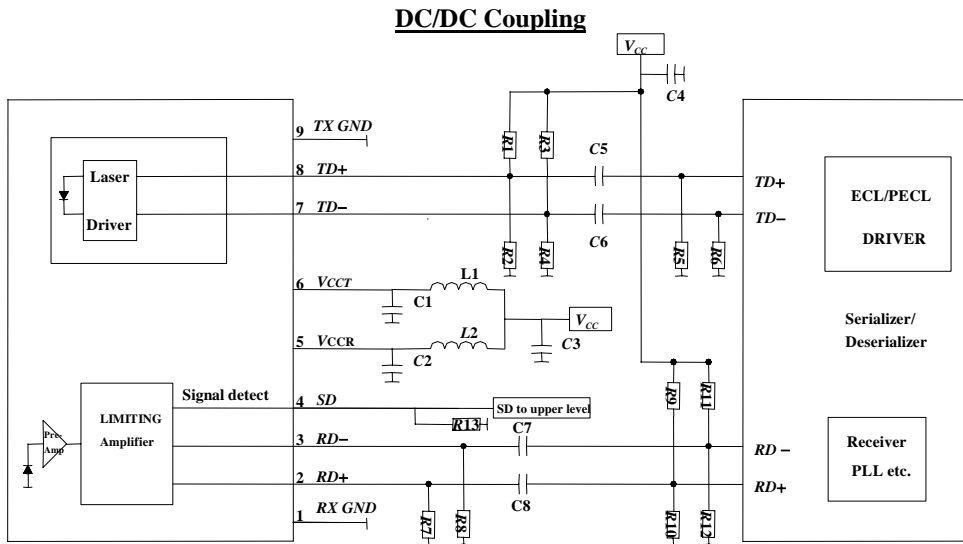 DC/DC Coupling
VCC
C4
9 TX GND
R1
R3
C5
8 TD+
TD+
Laser
Driver
7 TD−
TD−
C6
R2
R4
R5
R6
ECL/PECL
DRIVER
6 VCCT
C1
L1
VCC
C3
5 VCCR
C2
L2
Serializer/
Deserializer
R9
R11
Signal detect
4 SD
SD to upper level
R13
LIMITING
Amplifier
Pre-
Amp
3 RD−
C7
RD −
2 RD+
C8
RD+
Receiver
PLL etc.
1 RX GND
R7
R8
R10
R12